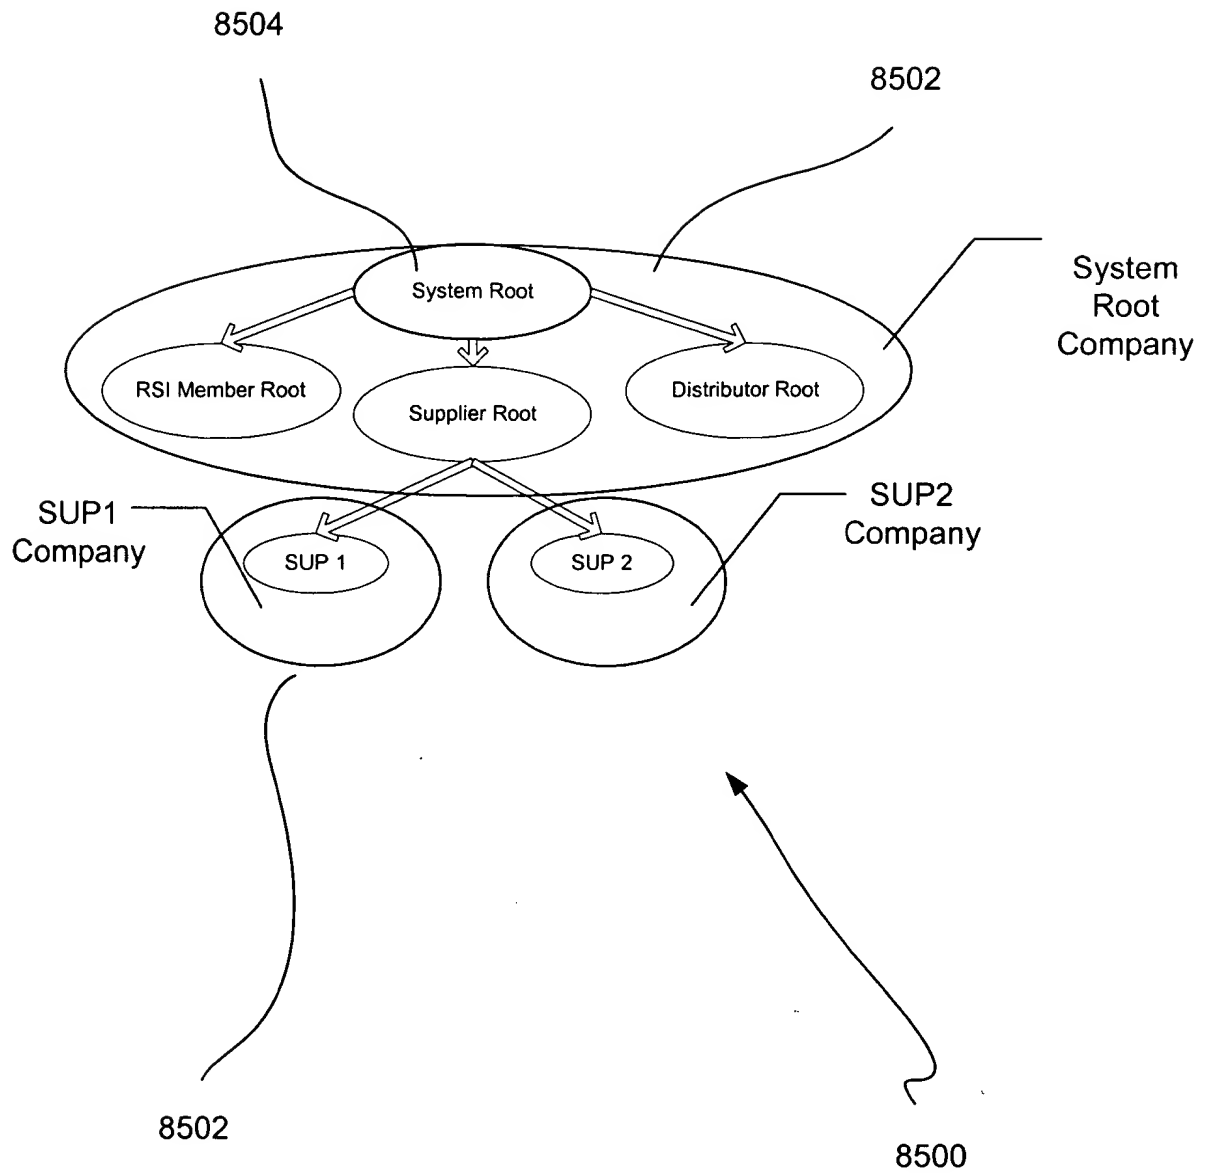 8504
8502
System
Root
Company
System Root
RSI Member Root
Supplier Root
Distributor Root
SUP1
Company
SUP2
Company
SUP 1
SUP 2
8502
8500